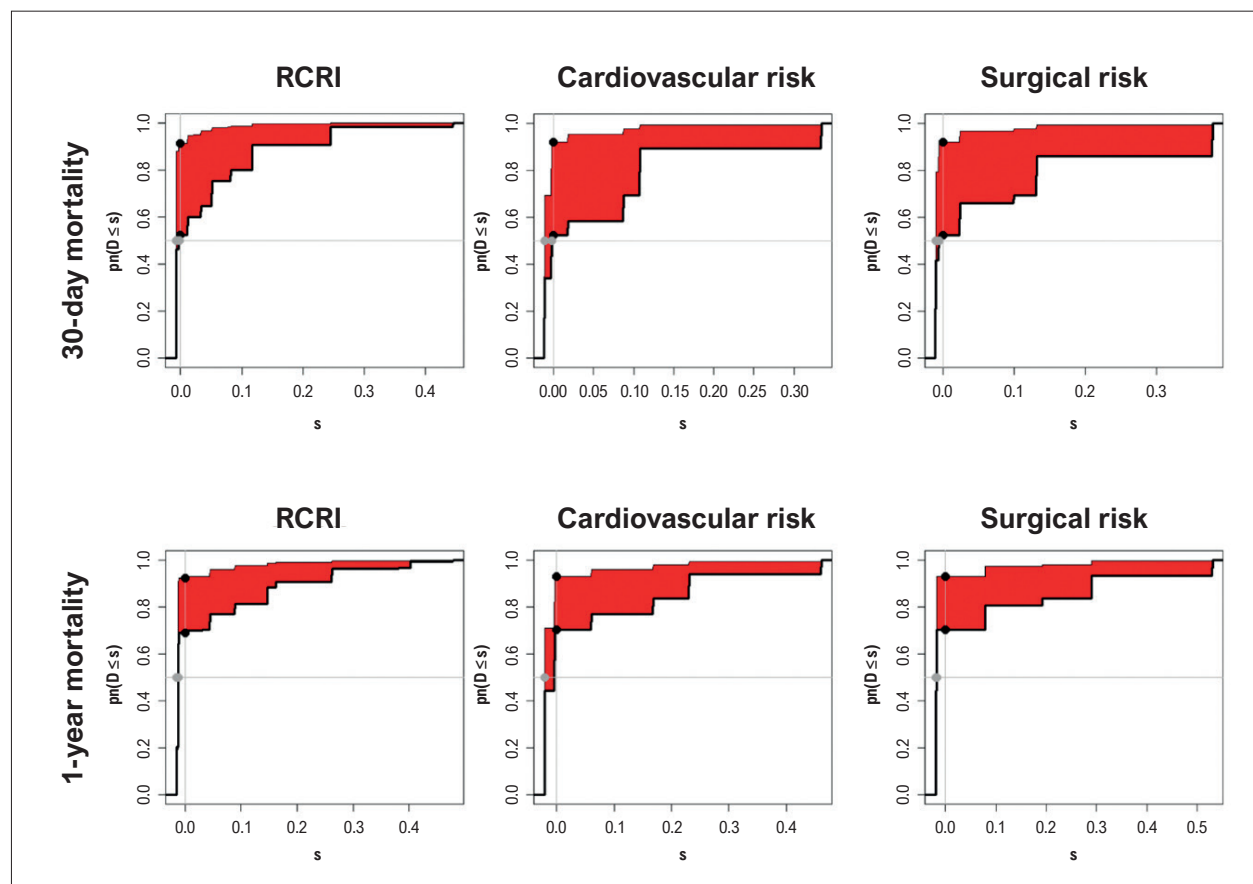 RCRI
Cardiovascular risk
Surgical risk
30-day mortality
pn(D ≤ s)
1.0
0.8
0.6
0.4
0.2
0.0
0.0 0.1 0.2 0.3 0.4
s
pn(D ≤ s)
1.0
0.8
0.6
0.4
0.2
0.0
0.0 0.05 0.10 0.15 0.20 0.25 0.30
s
pn(D ≤ s)
1.0
0.8
0.6
0.4
0.2
0.0
0.0 0.1 0.2 0.3
s
RCRI
Cardiovascular risk
Surgical risk
1-year mortality
pn(D ≤ s)
1.0
0.8
0.6
0.4
0.2
0.0
0.0 0.1 0.2 0.3 0.4
s
pn(D ≤ s)
1.0
0.8
0.6
0.4
0.2
0.0
0.0 0.1 0.2 0.3 0.4
s
pn(D ≤ s)
1.0
0.8
0.6
0.4
0.2
0.0
0.0 0.1 0.2 0.3 0.4 0.5
s